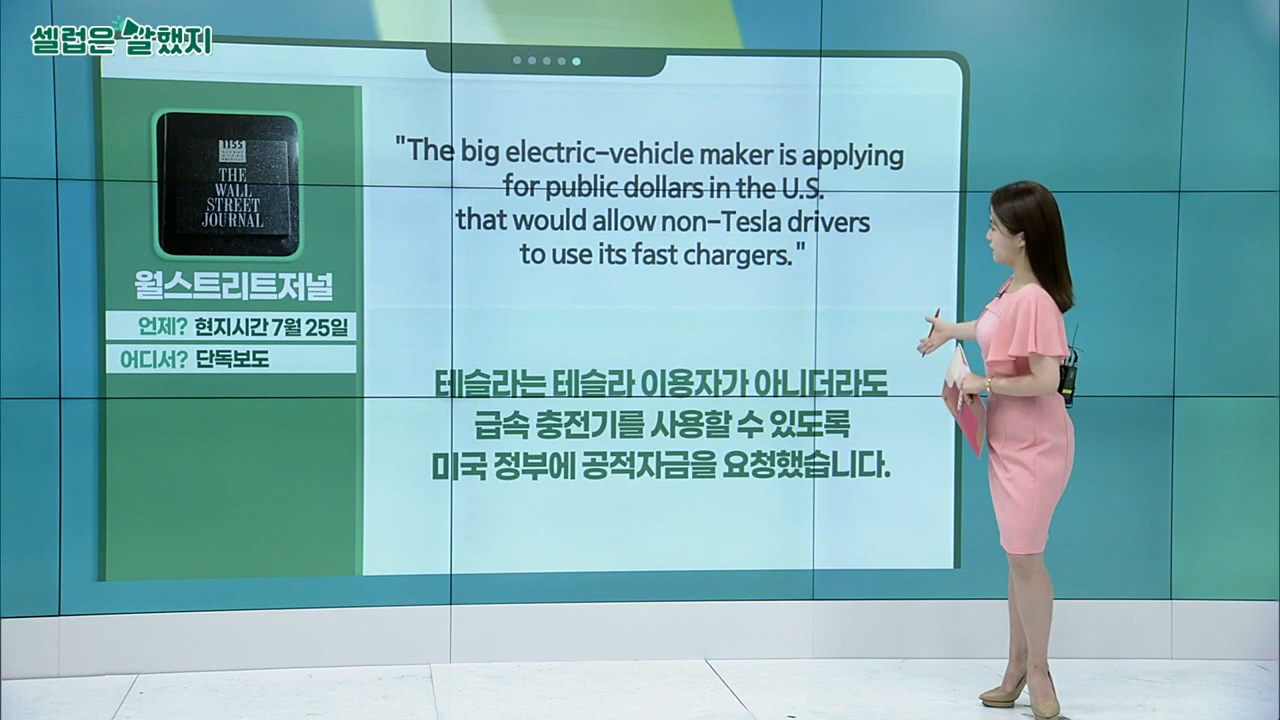 셀럽은 쏼했지
1155
THE
WALL
STREET
JOURNAL
월스트리트저널
언제? 현지시간 7월 25일
어디서? 단독보도
"The big electric-vehicle maker is applying
for public dollars in the U.S.
that would allow non-Tesla drivers
to use its fast chargers."
테슬라는 테슬라 이용자가 아니더라도
급속 충전기를 사용할 수 있도록
미국 정부에 공적자금을 요청했습니다.